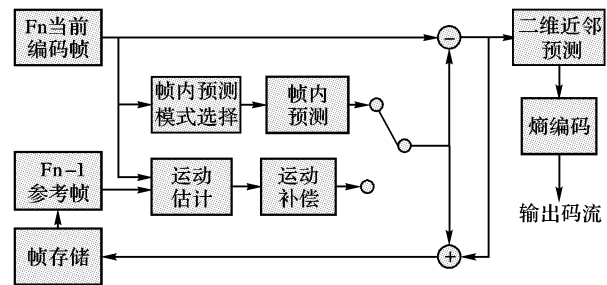 Fn当前
编码帧
帧内预测
模式选择
帧内
预测
Fn-1
参考帧
运动
估计
运动
补偿
帧存储
−
+
二维近邻
预测
熵编码
输出码流